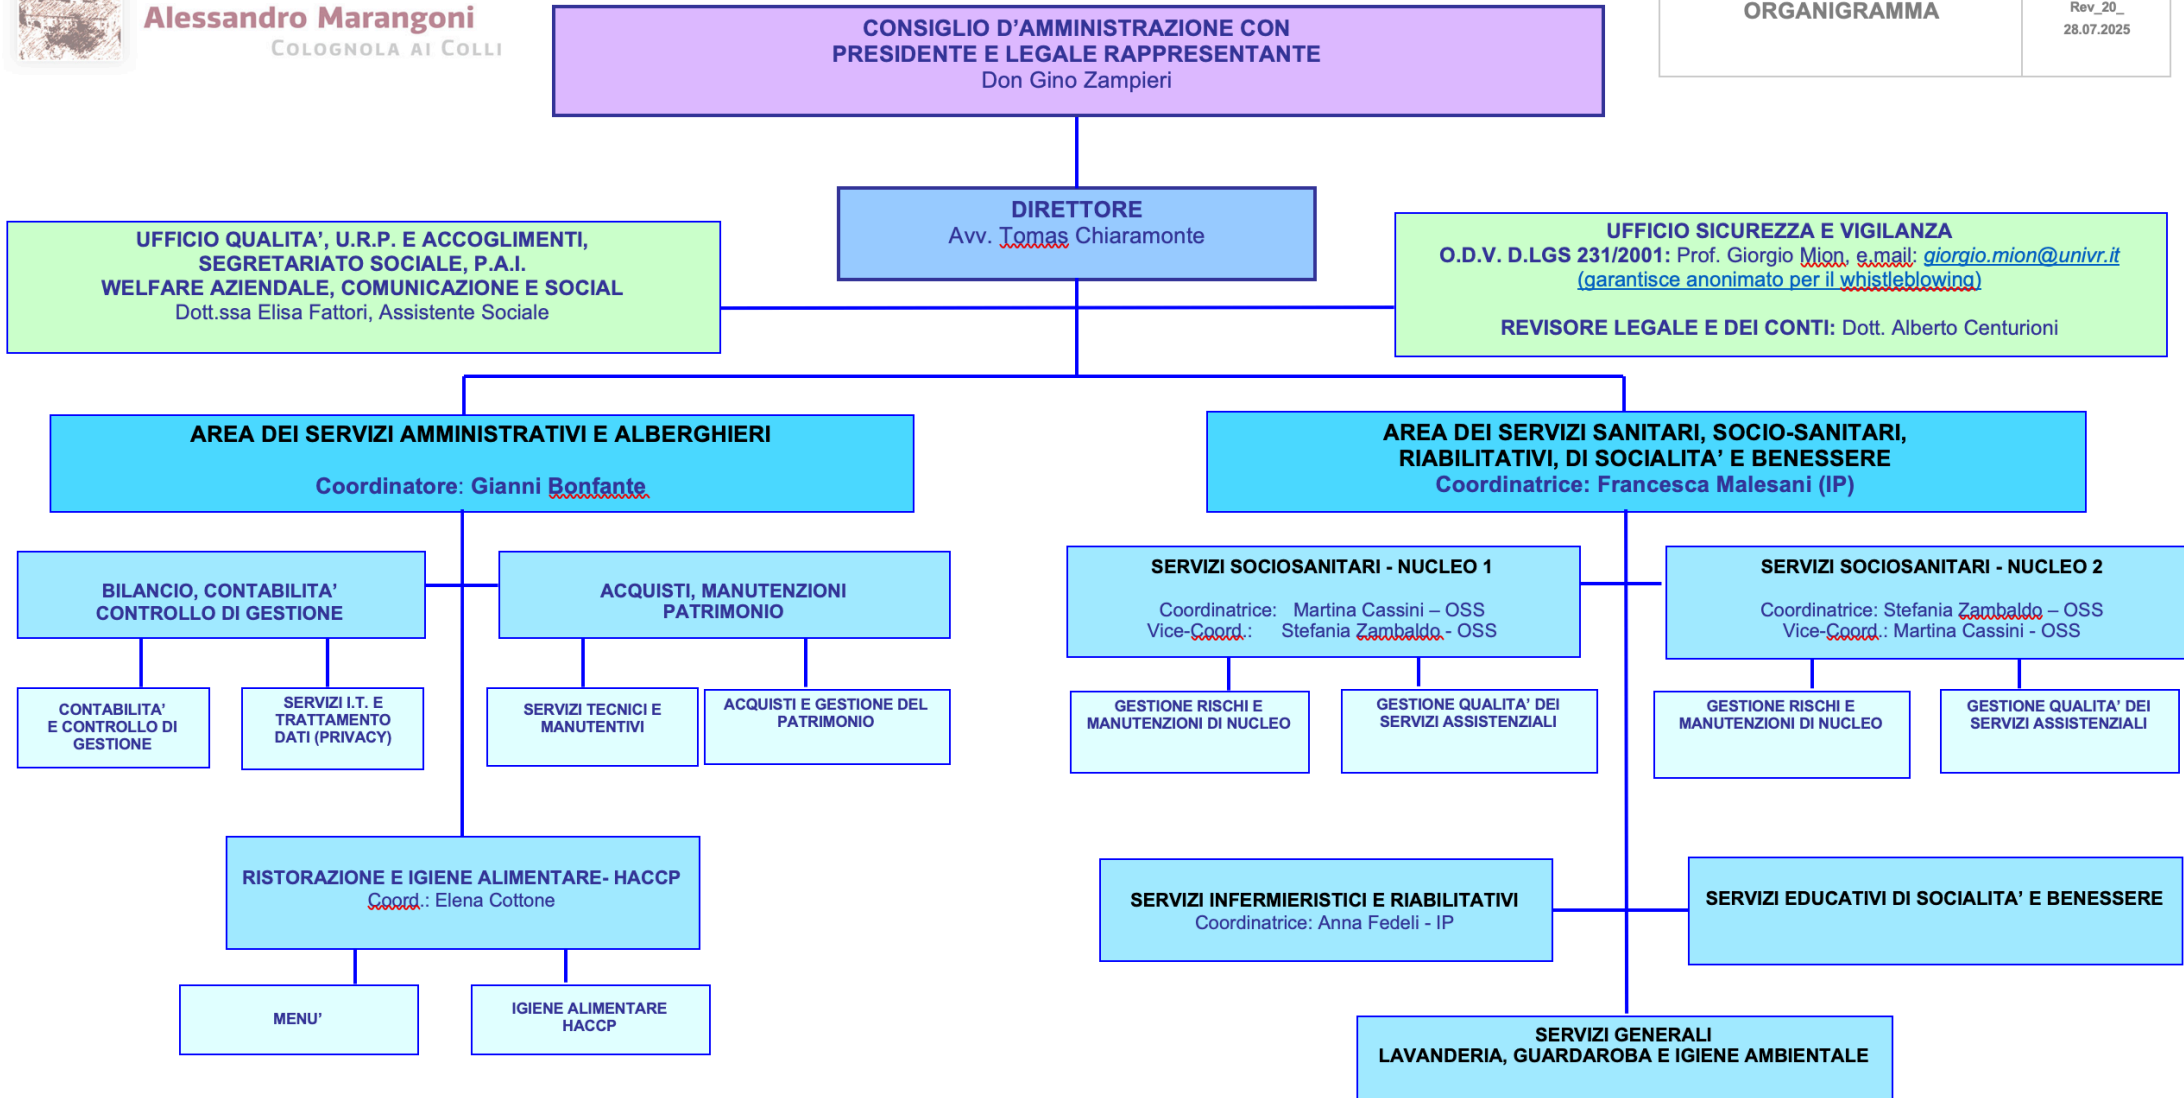 Alessandro Marangoni
COLOGNOLA AI COLLI
ORGANIGRAMMA
Rev_20_
28.07.2025
CONSIGLIO D’AMMINISTRAZIONE CON
PRESIDENTE E LEGALE RAPPRESENTANTE
Don Gino Zampieri
DIRETTORE
Avv. Tomas Chiaramonte
UFFICIO QUALITA’, U.R.P. E ACCOGLIMENTI,
SEGRETARIATO SOCIALE, P.A.I.
WELFARE AZIENDALE, COMUNICAZIONE E SOCIAL
Dott.ssa Elisa Fattori, Assistente Sociale
UFFICIO SICUREZZA E VIGILANZA
O.D.V. D.LGS 231/2001: Prof. Giorgio Mion, e.mail: giorgio.mion@univr.it
(garantisce anonimato per il whistleblowing)
REVISORE LEGALE E DEI CONTI: Dott. Alberto Centurioni
AREA DEI SERVIZI AMMINISTRATIVI E ALBERGHIERI
Coordinatore: Gianni Bonfante
AREA DEI SERVIZI SANITARI, SOCIO-SANITARI,
RIABILITATIVI, DI SOCIALITA’ E BENESSERE
Coordinatrice: Francesca Malesani (IP)
BILANCIO, CONTABILITA’
CONTROLLO DI GESTIONE
ACQUISTI, MANUTENZIONI
PATRIMONIO
SERVIZI SOCIOSANITARI - NUCLEO 1
Coordinatrice: Martina Cassini – OSS
Vice-Coord.: Stefania Zambaldo - OSS
SERVIZI SOCIOSANITARI - NUCLEO 2
Coordinatrice: Stefania Zambaldo – OSS
Vice-Coord.: Martina Cassini - OSS
CONTABILITA’
E CONTROLLO DI
GESTIONE
SERVIZI I.T. E
TRATTAMENTO
DATI (PRIVACY)
SERVIZI TECNICI E
MANUTENTIVI
ACQUISTI E GESTIONE DEL
PATRIMONIO
GESTIONE RISCHI E
MANUTENZIONI DI NUCLEO
GESTIONE QUALITA’ DEI
SERVIZI ASSISTENZIALI
GESTIONE RISCHI E
MANUTENZIONI DI NUCLEO
GESTIONE QUALITA’ DEI
SERVIZI ASSISTENZIALI
RISTORAZIONE E IGIENE ALIMENTARE- HACCP
Coord.: Elena Cottone
SERVIZI INFERMIERISTICI E RIABILITATIVI
Coordinatrice: Anna Fedeli - IP
SERVIZI EDUCATIVI DI SOCIALITA’ E BENESSERE
MENU’
IGIENE ALIMENTARE
HACCP
SERVIZI GENERALI
LAVANDERIA, GUARDAROBA E IGIENE AMBIENTALE